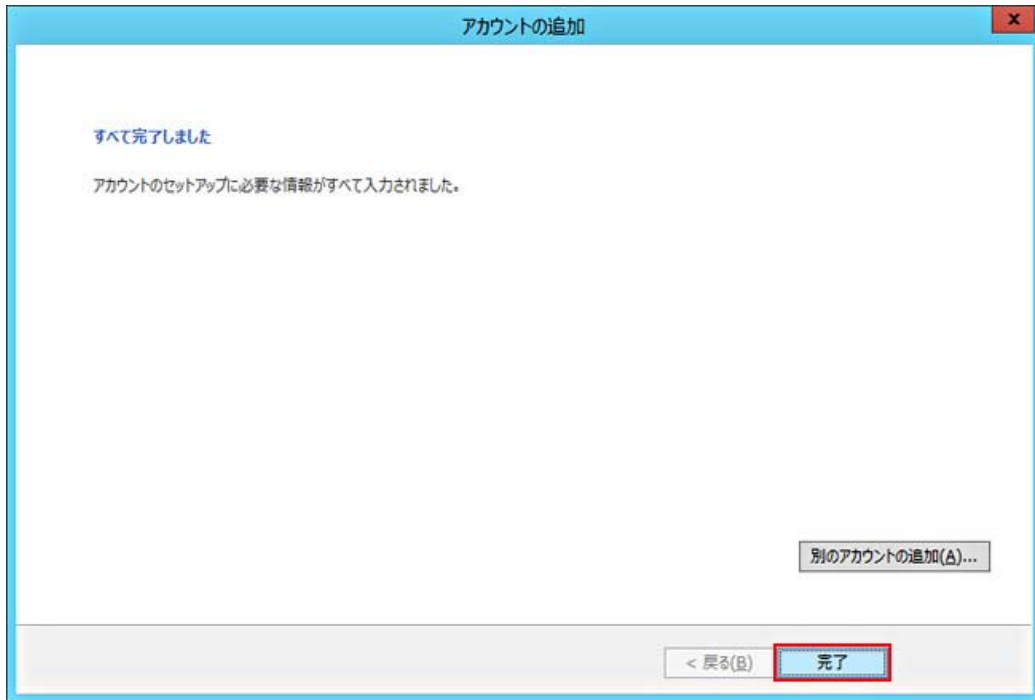 アカウントの追加
x
すべて完了しました
アカウントのセットアップに必要な情報がすべて入力されました。
別のアカウントの追加(A)...
< 戻る(B)
完了